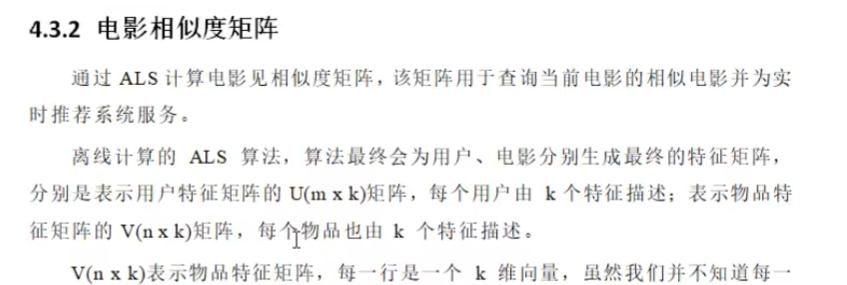 4.3.2 电影相似度矩阵
通过 ALS 计算电影见相似度矩阵，该矩阵用于查询当前电影的相似电影并为实
时推荐系统服务。
离线计算的 ALS 算法，算法最终会为用户、电影分别生成最终的特征矩阵，
分别是表示用户特征矩阵的 U(m x k)矩阵，每个用户由 k 个特征描述；表示物品特
征矩阵的 V(n x k)矩阵，每个物品也由 k 个特征描述。
V(n x k)表示物品特征矩阵，每一行是一个 k 维向量，虽然我们并不知道每一